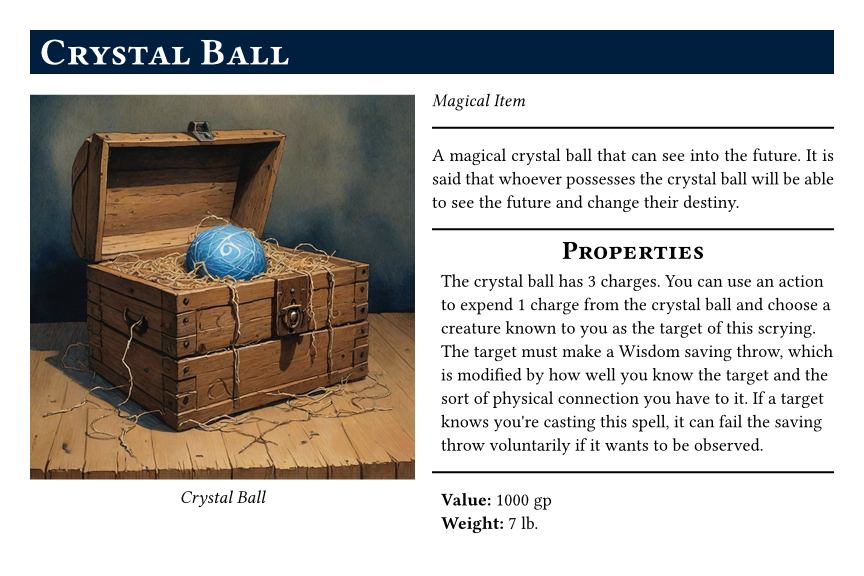 Crystal Ball
Magical Item
A magical crystal ball that can see into the future. It is
said that whoever possesses the crystal ball will be able
to see the future and change their destiny.
Properties
The crystal ball has 3 charges. You can use an action
to expend 1 charge from the crystal ball and choose a
creature known to you as the target of this scrying.
The target must make a Wisdom saving throw, which
is modified by how well you know the target and the
sort of physical connection you have to it. If a target
knows you're casting this spell, it can fail the saving
throw voluntarily if it wants to be observed.
Crystal Ball
Value: 1000 gp
Weight: 7 lb.